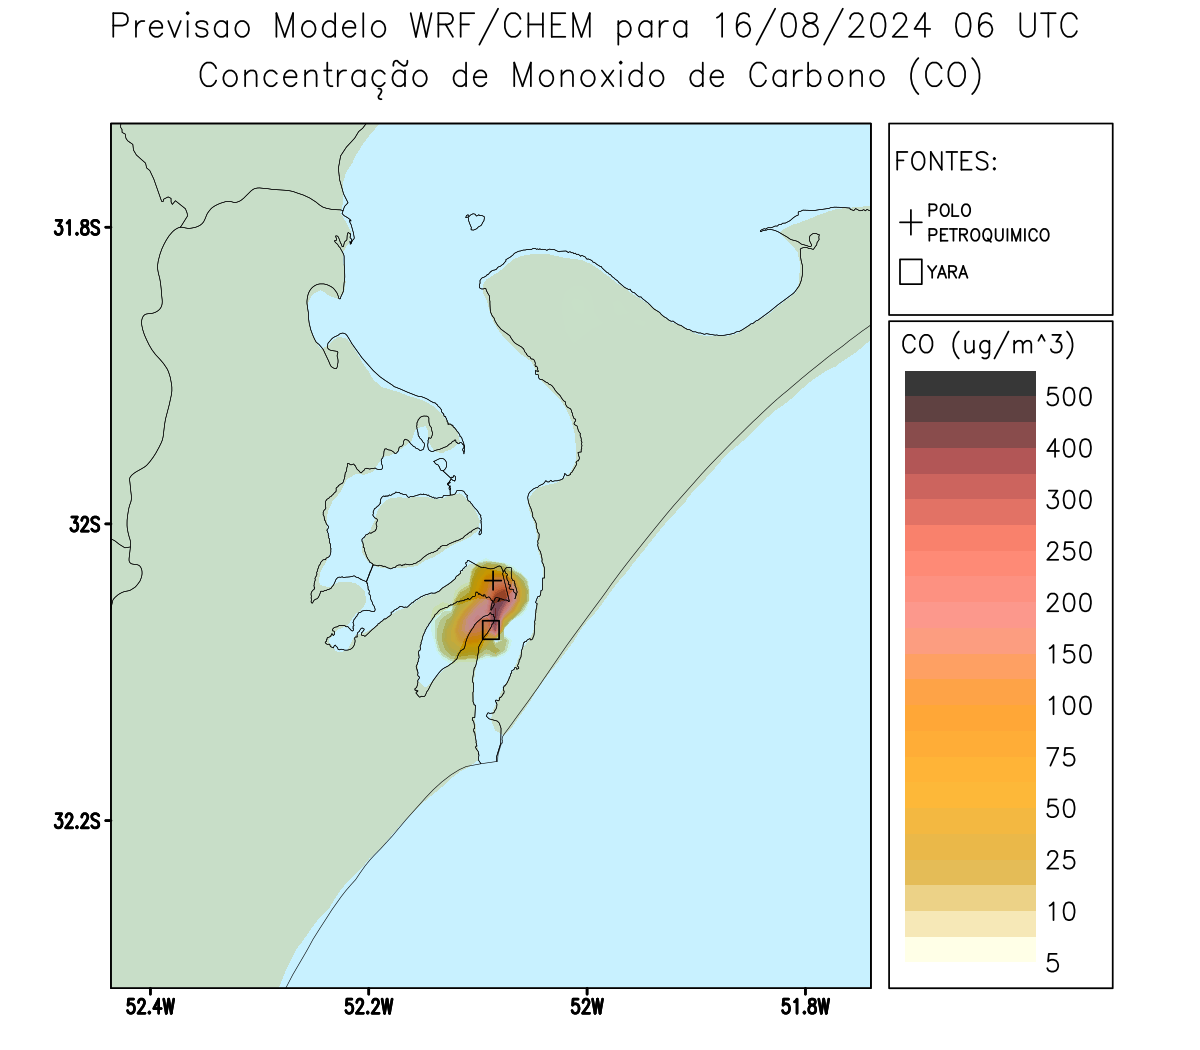 Previsao Modelo WRF/CHEM para 16/08/2024 06 UTC
Concentração de Monoxido de Carbono (CO)
FONTES:
POLO
PETROQUIMICO
YARA
CO (ug/m^3)
500
400
300
250
200
150
100
75
50
25
10
5
31.8S
32S
32.2S
52.4W
52.2W
52W
51.8W